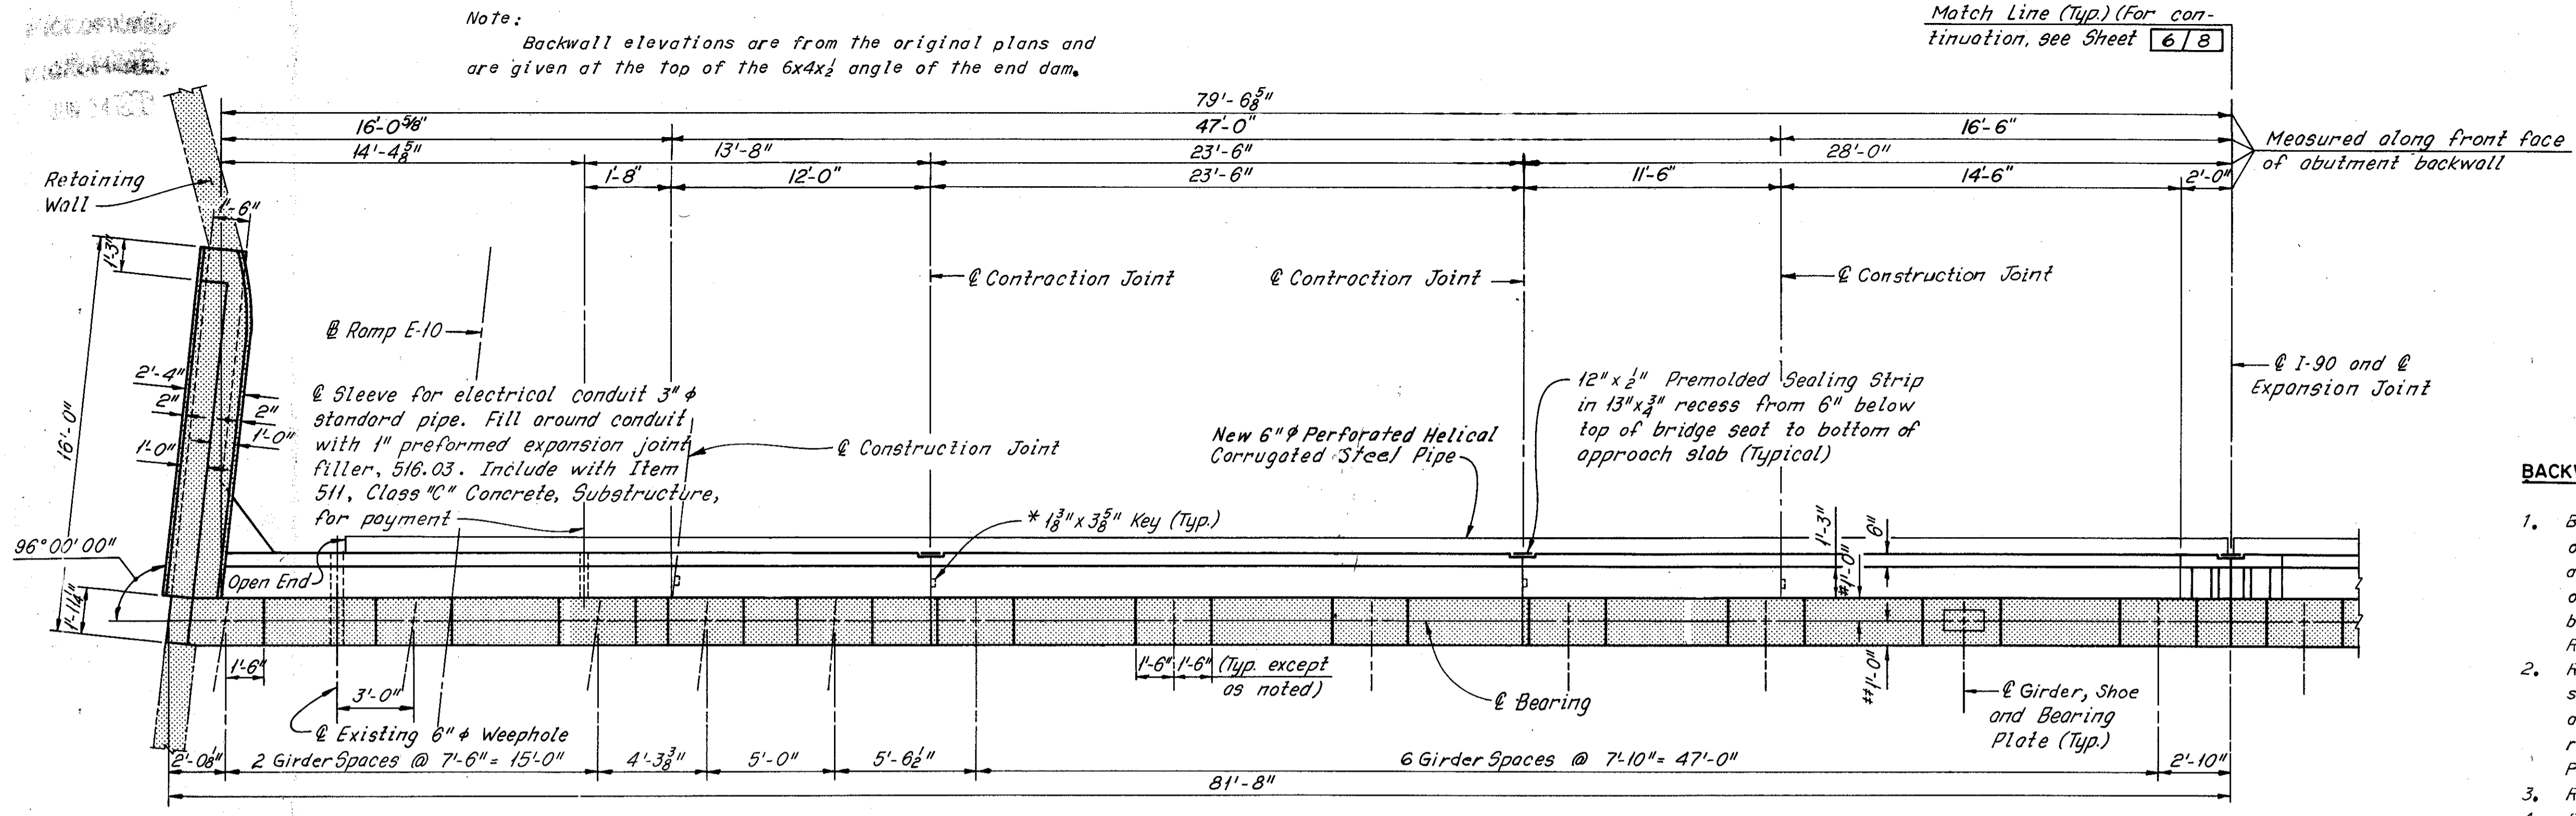 Note:
Backwall elevations are from the original plans and
are given at the top of the 6x4x½ angle of the end dam.
Match Line (Typ.) (For con-
tinuation, see Sheet 6/8
79'-6⅝"
16'-0⅝"
47'-0"
16'-6"
14'-4⅝"
13'-8"
23'-6"
28'-0"
1'-8"
12'-0"
23'-6"
11'-6"
14'-6"
2'-0"
Measured along front face
of abutment backwall
Retaining
Wall
1'-3"
℄ Contraction Joint
℄ Contraction Joint
℄ Construction Joint
℄ I-90 and ℄
Expansion Joint
16'-0"
2'-4"
2"
2"
1'-0"
1'-0"
96°00'00"
1'-11¼"
Ramp E-10
℄ Sleeve for electrical conduit 3" φ
standard pipe. Fill around conduit
with 1" preformed expansion joint
filler, 516.03. Include with Item
511, Class "C" Concrete, Substructure,
for payment
℄ Construction Joint
New 6" φ Perforated Helical
Corrugated Steel Pipe
12" x ½" Premolded Sealing Strip
in 13"x¾" recess from 6" below
top of bridge seat to bottom of
approach slab (Typical)
* 1⅜" x 3⅝" Key (Typ.)
Open End
1'-3"
6"
#1'-0"
1'-6"
3'-0"
℄ Existing 6" φ Weephole
1'-6" 1'-6" (Typ. except
as noted)
℄ Bearing
##1'-0"
℄ Girder, Shoe
and Bearing
Plate (Typ.)
2'-0⅛"
2 Girder Spaces @ 7'-6" = 15'-0"
4'-3⅜"
5'-0"
5'-6½"
6 Girder Spaces @ 7'-10" = 47'-0"
2'-10"
81'-8"
1.
2.
3.